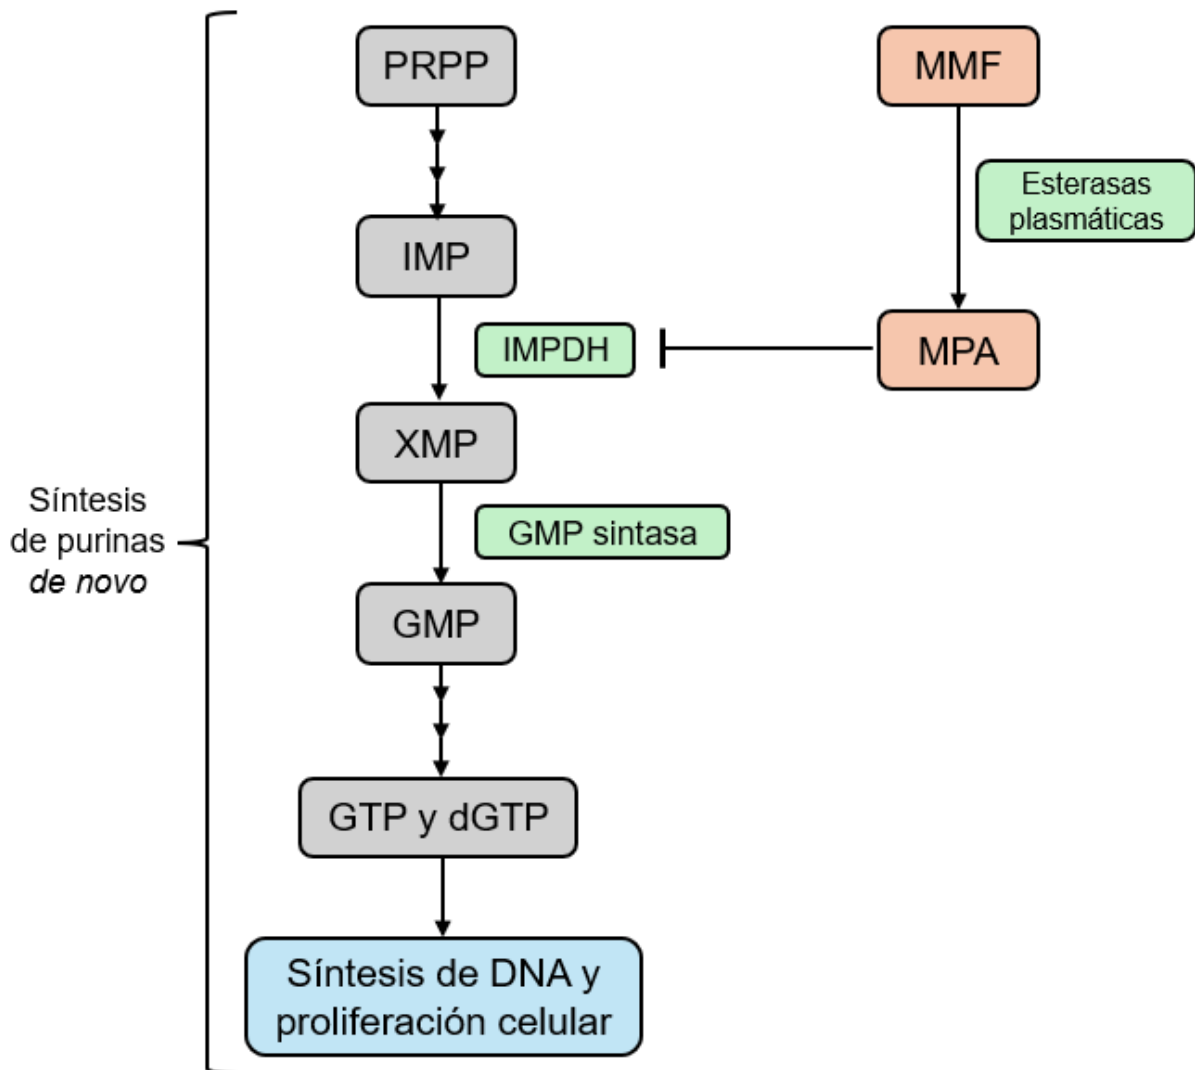 PRPP
MMF
Esterasas
plasmáticas
IMP
IMPDH
MPA
XMP
Síntesis
de purinas
de novo
GMP sintasa
GMP
GTP y dGTP
Síntesis de DNA y
proliferación celular